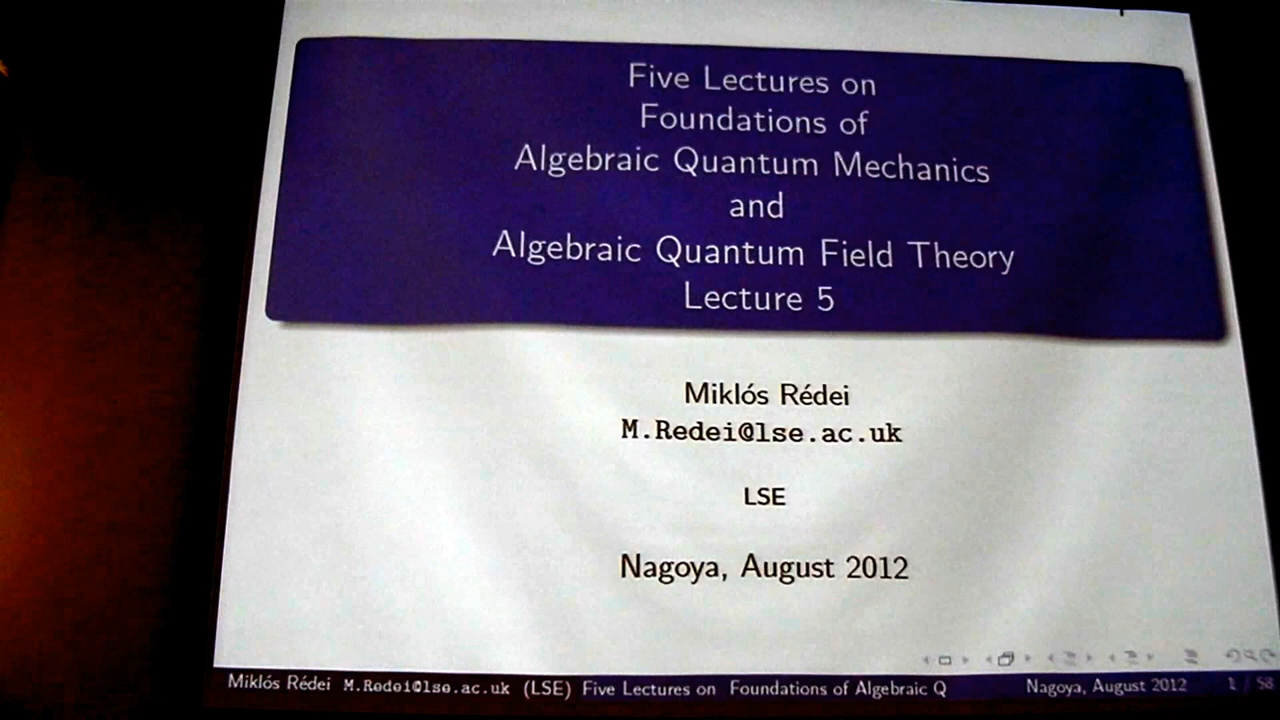 Five Lectures on
Foundations of
Algebraic Quantum Mechanics
and
Algebraic Quantum Field Theory
Lecture 5
Miklós Rédei
M.Redei@lse.ac.uk
LSE
Nagoya, August 2012
Miklós Rédei M.Redei@lse.ac.uk (LSE) Five Lectures on Foundations of Algebraic Q Nagoya, August 2012 1 / 58